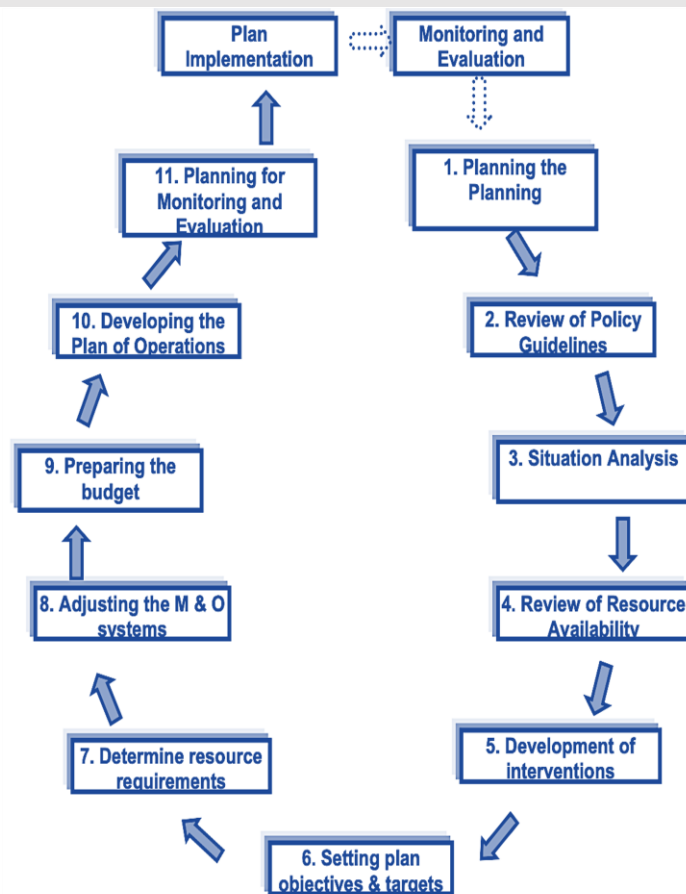 Plan
Implementation
Monitoring and
Evaluation
1. Planning the
Planning
2. Review of Policy
Guidelines
3. Situation Analysis
4. Review of Resource
Availability
5. Development of
interventions
6. Setting plan
objectives & targets
7. Determine resource
requirements
8. Adjusting the M & O
systems
9. Preparing the
budget
10. Developing the
Plan of Operations
11. Planning for
Monitoring and
Evaluation